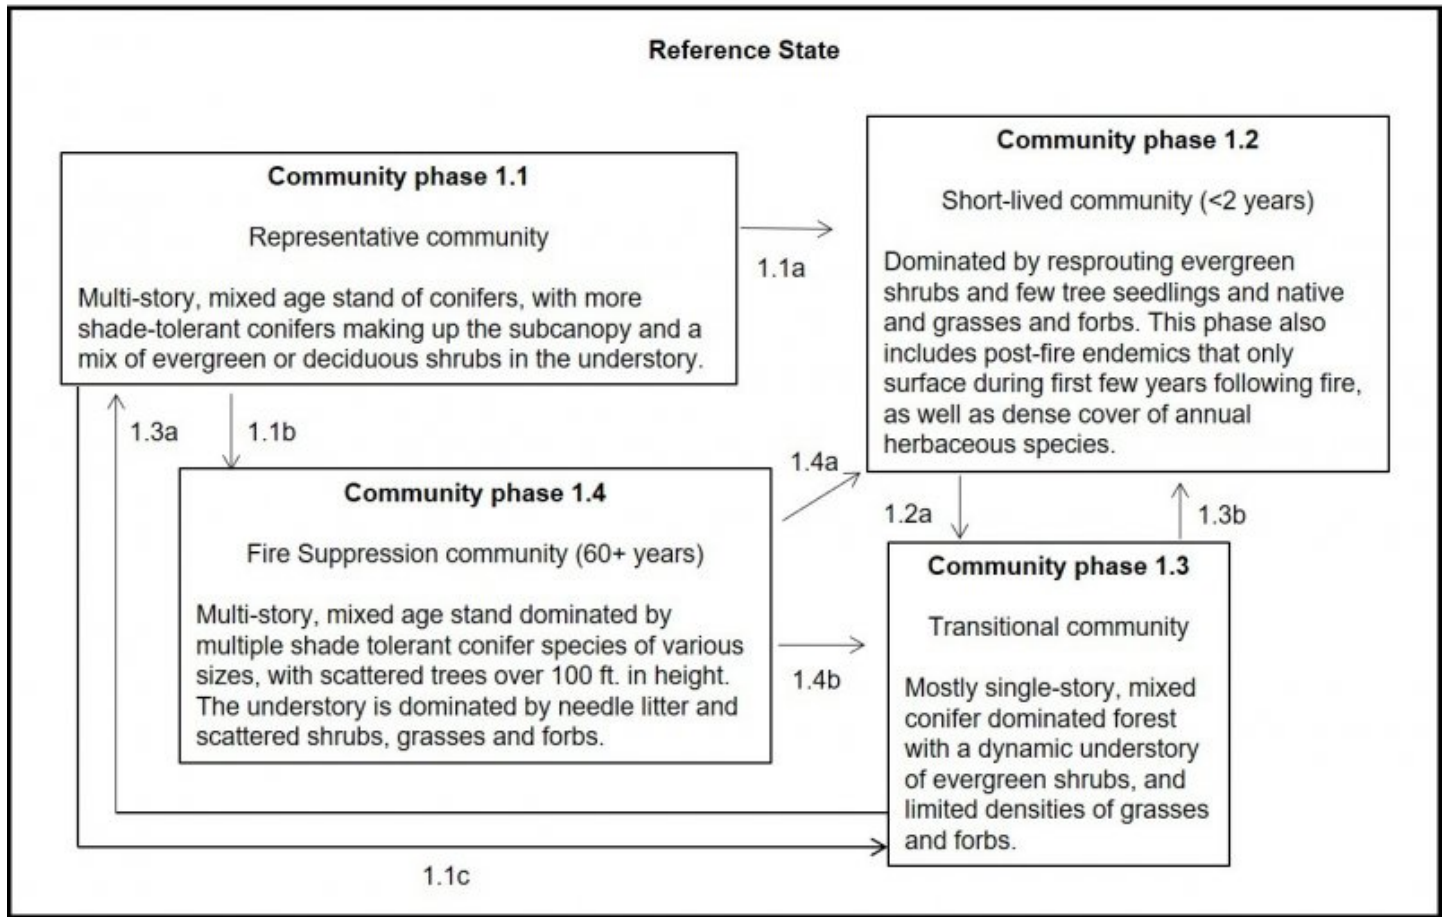 Reference State
Community phase 1.1
Representative community
Multi-story, mixed age stand of conifers, with more
shade-tolerant conifers making up the subcanopy and a
mix of evergreen or deciduous shrubs in the understory.
1.1a
Community phase 1.2
Short-lived community (<2 years)
Dominated by resprouting evergreen
shrubs and few tree seedlings and native
and grasses and forbs. This phase also
includes post-fire endemics that only
surface during first few years following fire,
as well as dense cover of annual
herbaceous species.
1.3a
1.1b
Community phase 1.4
Fire Suppression community (60+ years)
Multi-story, mixed age stand dominated by
multiple shade tolerant conifer species of various
sizes, with scattered trees over 100 ft. in height.
The understory is dominated by needle litter and
scattered shrubs, grasses and forbs.
1.4a
1.4b
1.2a
1.3b
Community phase 1.3
Transitional community
Mostly single-story, mixed
conifer dominated forest
with a dynamic understory
of evergreen shrubs, and
limited densities of grasses
and forbs.
1.1c